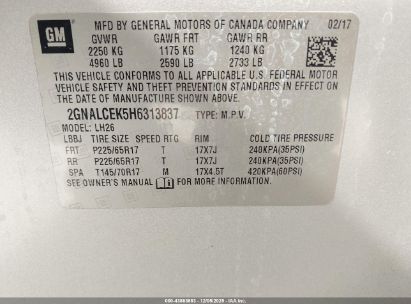 GM
MFD BY GENERAL MOTORS OF CANADA COMPANY 02/17
GVWR GAWR FRT GAWR RR
2250 KG 1175 KG 1240 KG
4960 LB 2590 LB 2733 LB
THIS VEHICLE CONFORMS TO ALL APPLICABLE U.S. FEDERAL MOTOR
VEHICLE SAFETY AND THEFT PREVENTION STANDARDS IN EFFECT ON
THE DATE OF MANUFACTURE SHOWN ABOVE.
2GNALCEK5H6313837 TYPE: M.P.V.
MODEL: LH26
LBBJ TIRE SIZE SPEED RTG RIM COLD TIRE PRESSURE
FRT P225/65R17 T 17X7J 240KPA(35PSI)
RR P225/65R17 T 17X7J 240KPA(35PSI)
SPA T145/70R17 M 17X4.5T 420KPA(60PSI)
SEE OWNER'S MANUAL FOR MORE INFORMATION